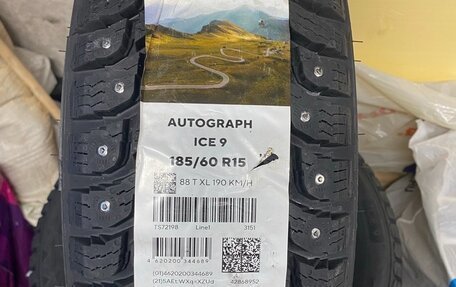 AUTOGRAPH
ICE 9
185/60 R15
88 T XL 190 KM/H
TS72198 Line1 3151
4 620200 344689
(01)4620200344689
42868952